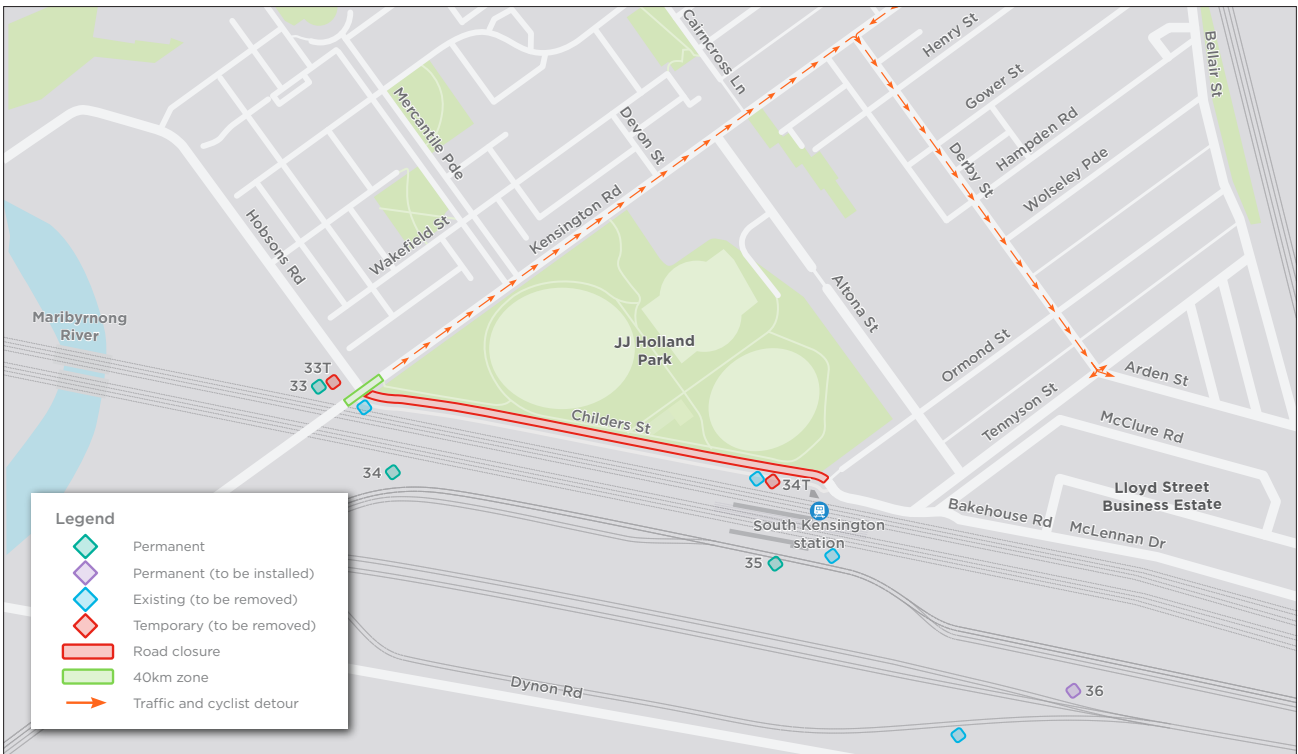 Cairncross Ln
Henry St
Bellair St
Gower St
Mercantile Pde
Devon St
Hampden Rd
Derby St
Wolseley Pde
Kensington Rd
Hobsons Rd
Wakefield St
Altona St
Maribyrnong
River
JJ Holland
Park
33T
33
Ormond St
Arden St
Tennyson St
Childers St
McClure Rd
34
34T
Lloyd Street
Business Estate
Bakehouse Rd
McLennan Dr
South Kensington
station
35
Legend
Permanent
Permanent (to be installed)
Existing (to be removed)
Temporary (to be removed)
Road closure
40km zone
Traffic and cyclist detour
Dynon Rd
36